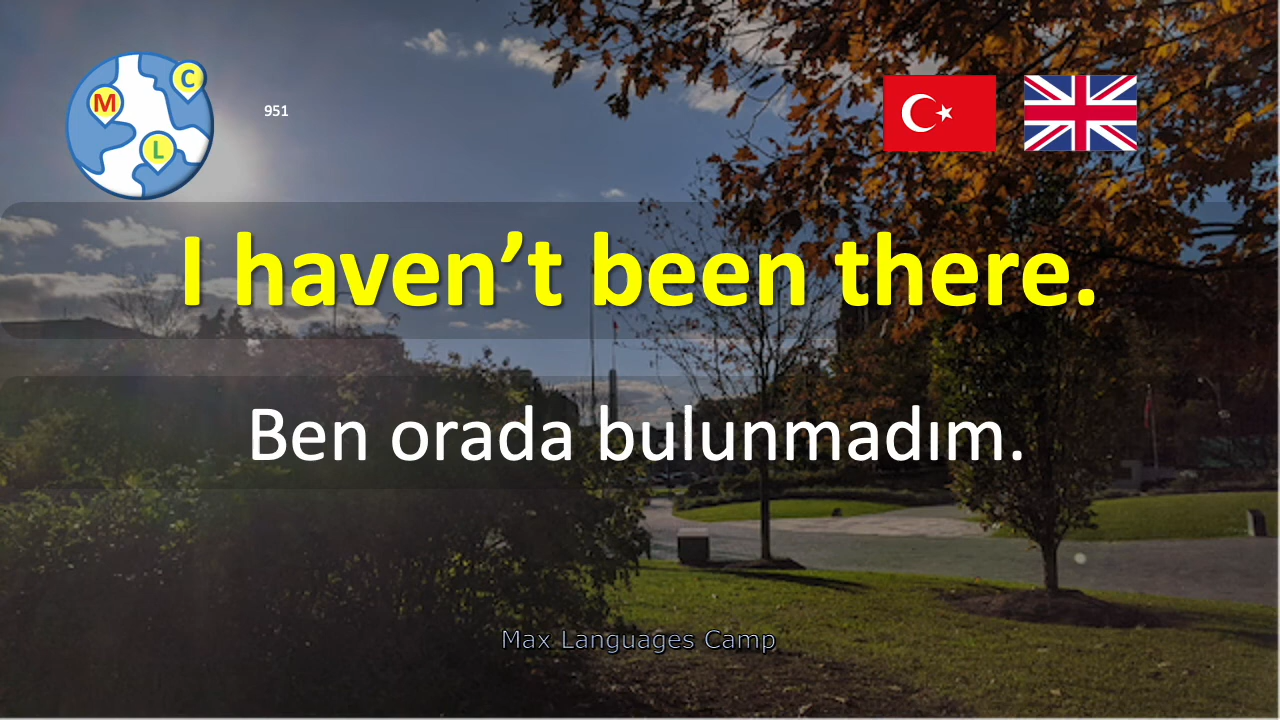 M C L
951
I haven’t been there.
Ben orada bulunmadım.
Max Languages Camp